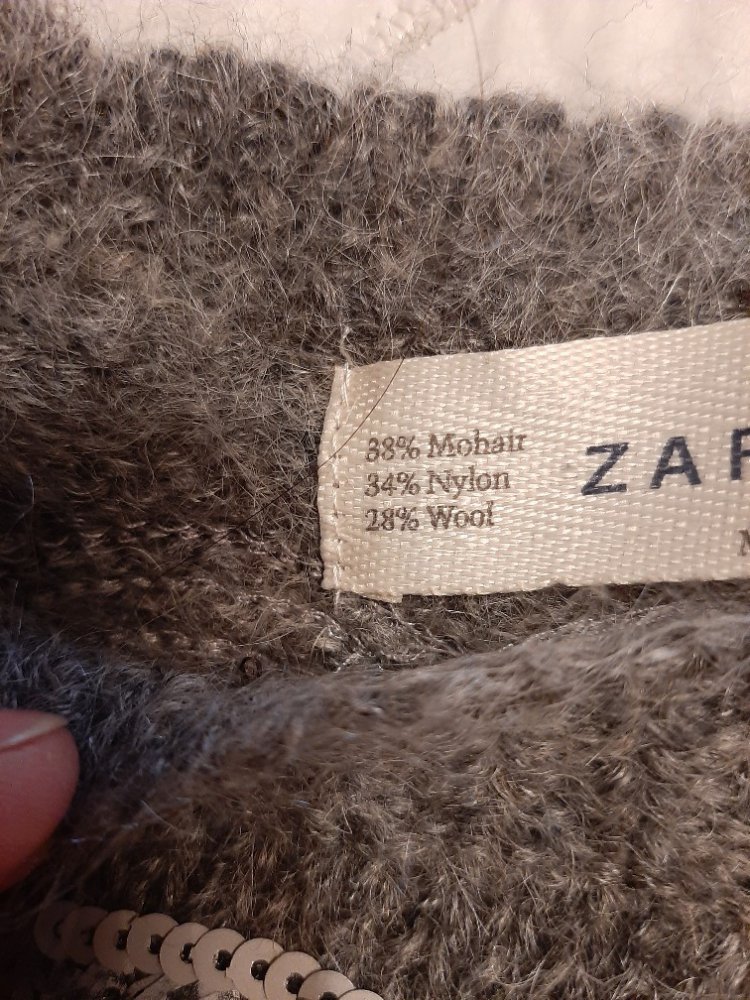 38% Mohair
34% Nylon
28% Wool
ZAR
M